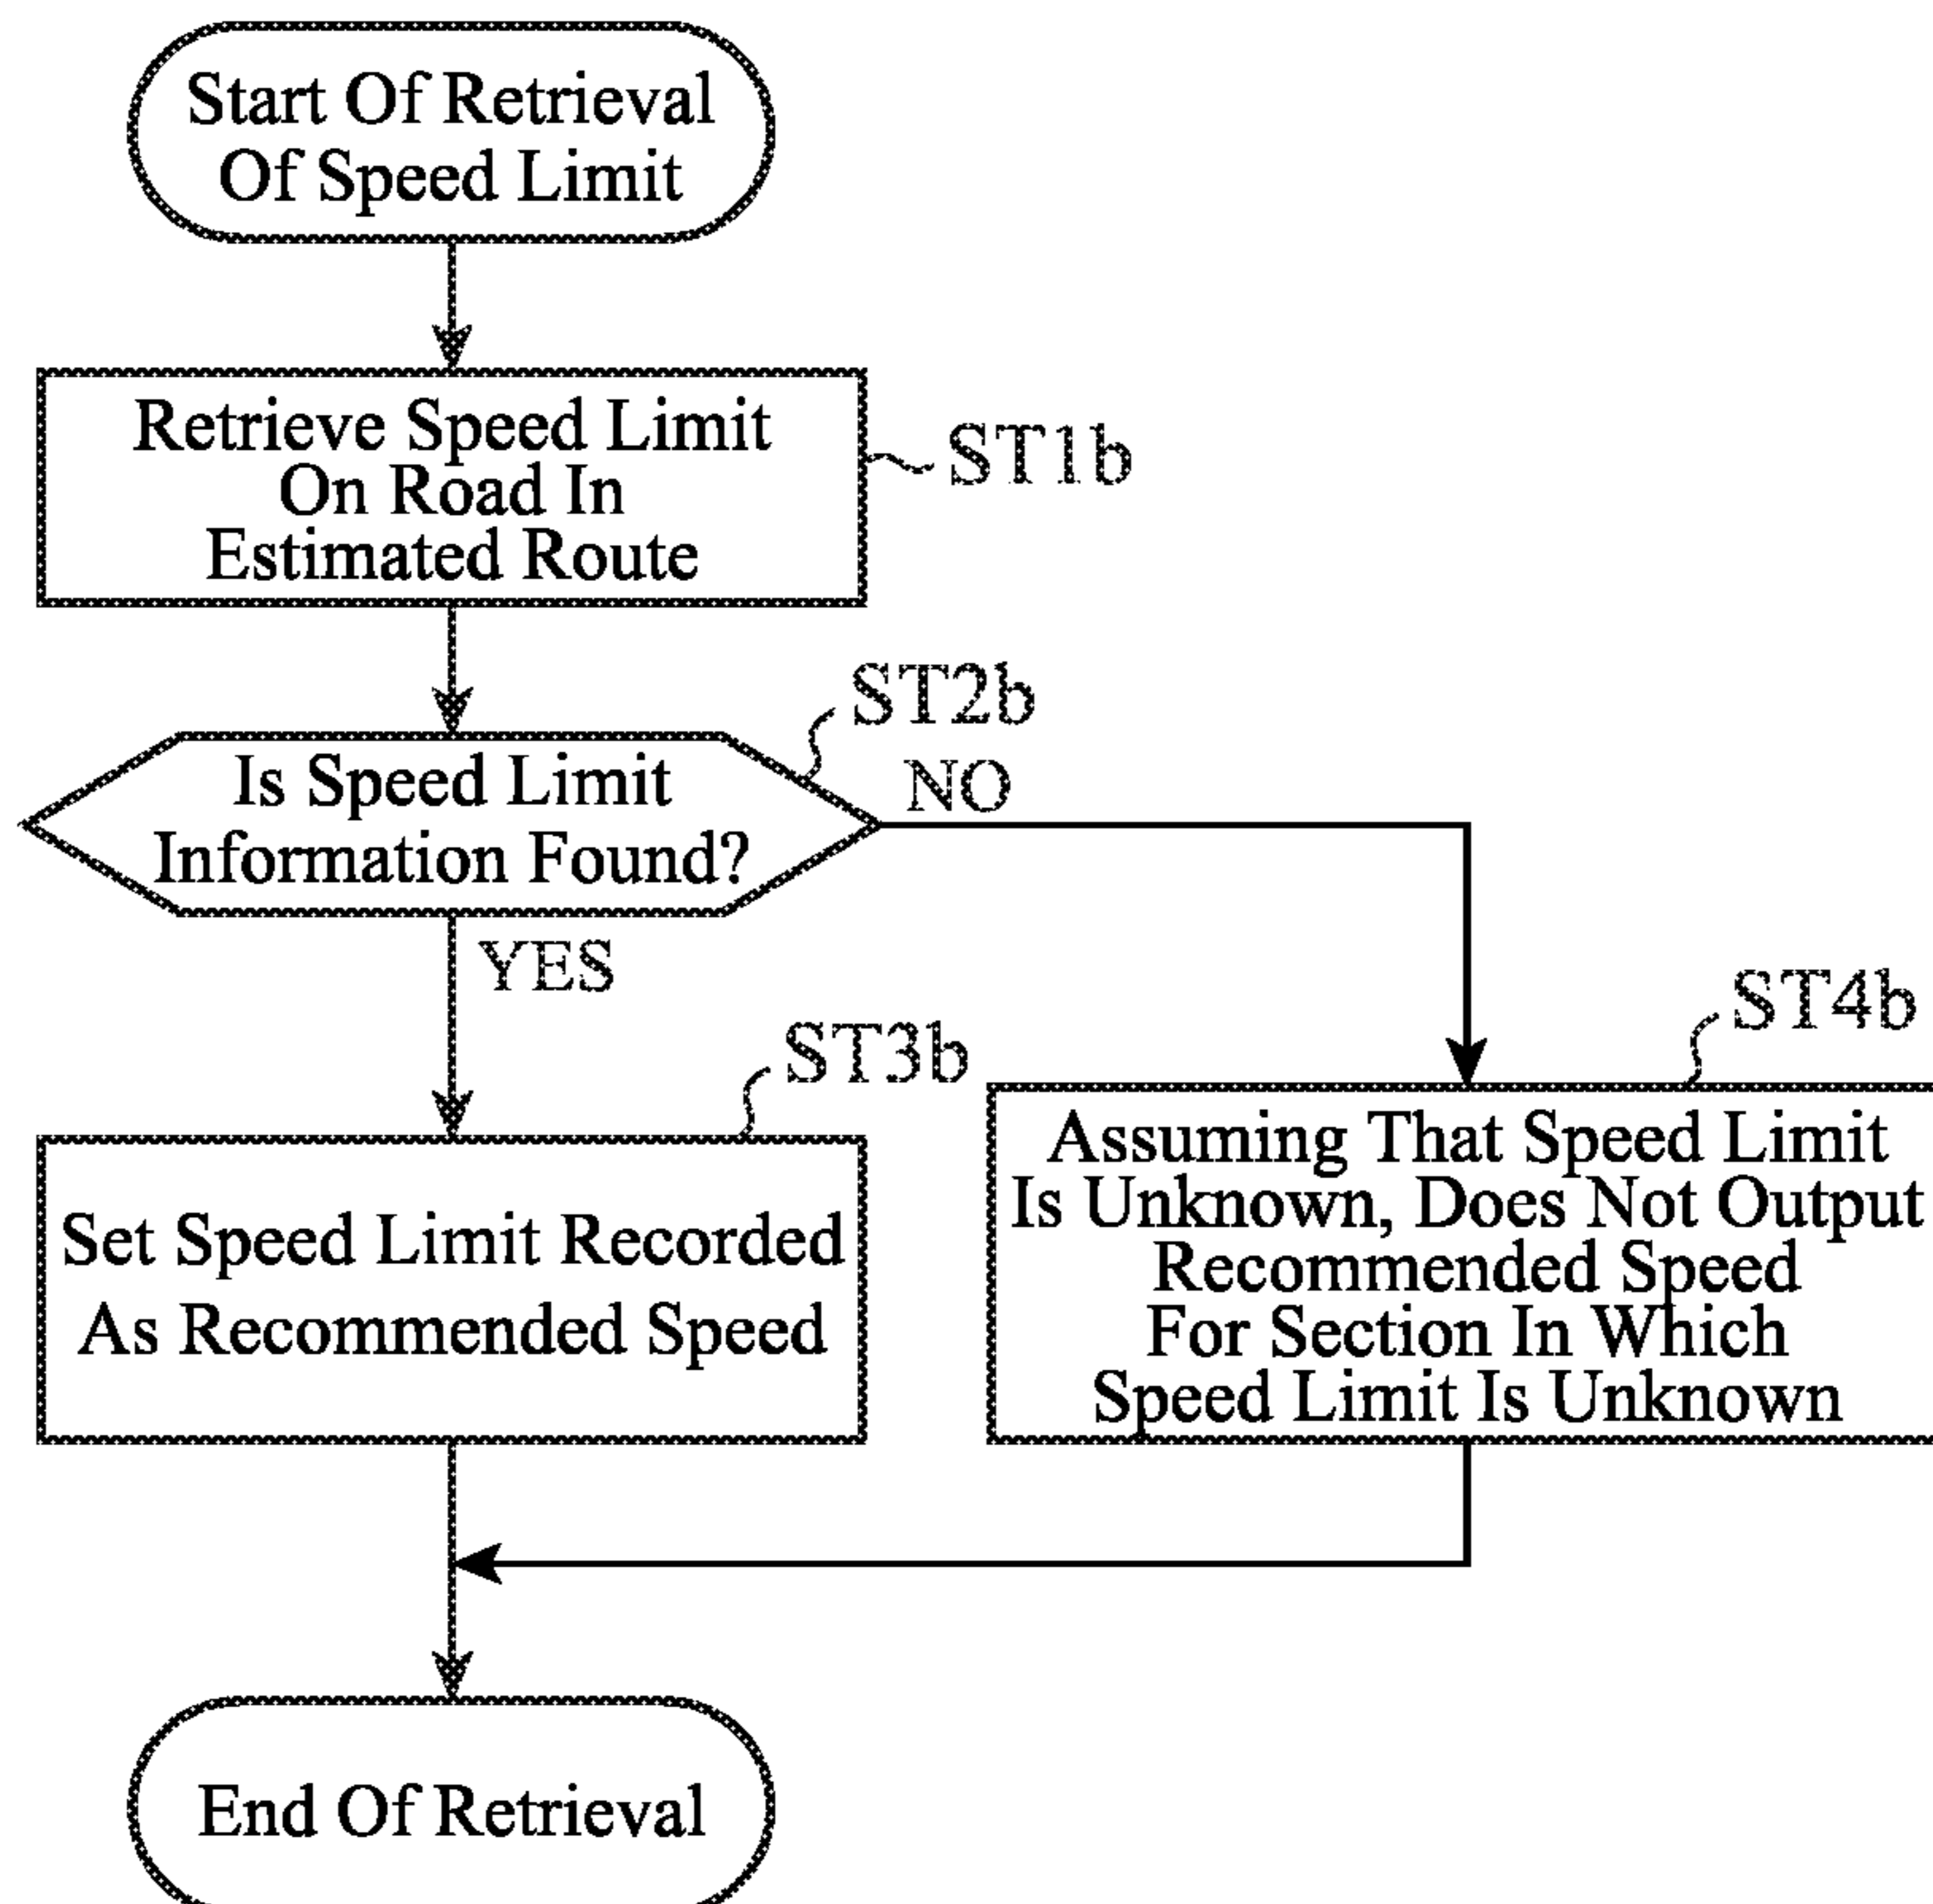 Start Of Retrieval
Of Speed Limit
Retrieve Speed Limit
On Road In
Estimated Route
ST1b
ST2b
Is Speed Limit
Information Found?
NO
YES
ST3b
Set Speed Limit Recorded
As Recommended Speed
ST4b
Assuming That Speed Limit
Is Unknown, Does Not Output
Recommended Speed
For Section In Which
Speed Limit Is Unknown
End Of Retrieval